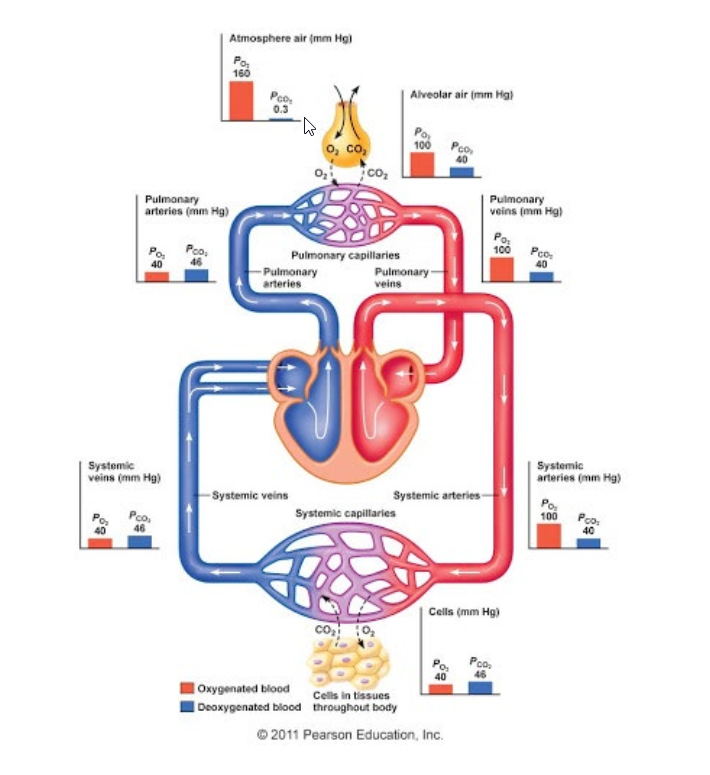 Atmosphere air (mm Hg)
PO2
160
PCO2
0.3
Alveolar air (mm Hg)
PO2
100
PCO2
40
O2 CO2
O2
CO2
Pulmonary
arteries (mm Hg)
PO2
40
PCO2
46
Pulmonary
veins (mm Hg)
PO2
100
PCO2
40
Pulmonary capillaries
Pulmonary
arteries
Pulmonary
veins
Systemic
veins (mm Hg)
PO2
40
PCO2
46
Systemic veins
Systemic arteries
Systemic capillaries
Systemic
arteries (mm Hg)
PO2
100
PCO2
40
CO2
O2
Cells (mm Hg)
PO2
40
PCO2
46
Oxygenated blood
Deoxygenated blood
Cells in tissues
throughout body
© 2011 Pearson Education, Inc.